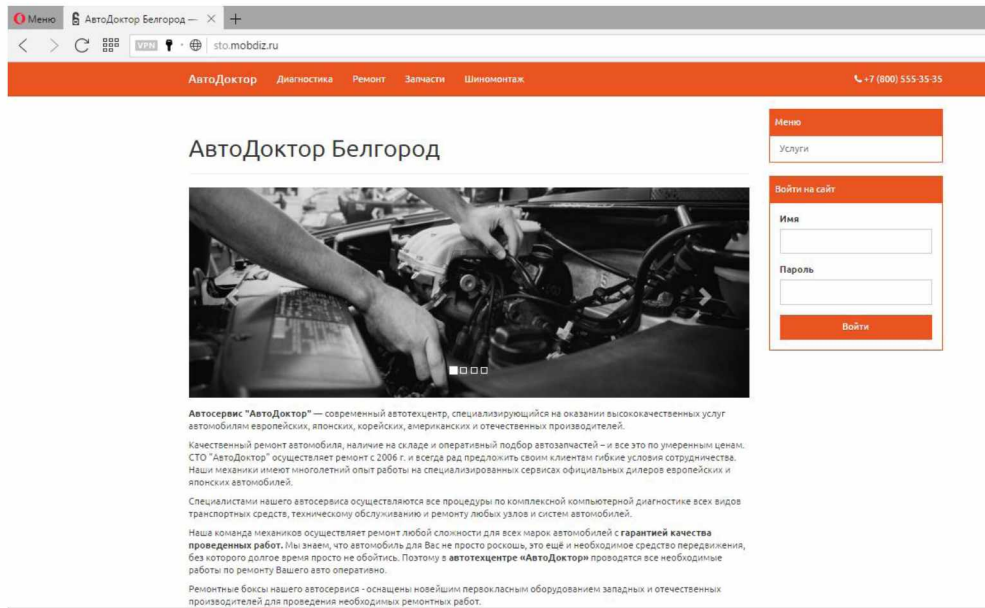 Меню
АвтоДоктор Белгород —
VPN
sto.mobdiz.ru
АвтоДоктор Диагностика Ремонт Запчасти Шиномонтаж +7 (800) 555-35-35
АвтоДоктор Белгород
Меню
Услуги
Войти на сайт
Имя
Пароль
Войти
Автосервис "АвтоДоктор" — современный автотехцентр, специализирующийся на оказании высококачественных услуг
автомобилям европейских, японских, корейских, американских и отечественных производителей.
Качественный ремонт автомобиля, наличие на складе и оперативный подбор автозапчастей – и все это по умеренным ценам.
СТО "АвтоДоктор" осуществляет ремонт с 2006 г. и всегда рад предложить своим клиентам гибкие условия сотрудничества.
Наши механики имеют многолетний опыт работы на специализированных сервисах официальных дилеров европейских и
японских автомобилей.
Специалистами нашего автосервиса осуществляются все процедуры по комплексной компьютерной диагностике всех видов
транспортных средств, техническому обслуживанию и ремонту любых узлов и систем автомобилей.
Наша команда механиков осуществляет ремонт любой сложности для всех марок автомобилей с гарантией качества
проведенных работ. Мы знаем, что автомобиль для Вас не просто роскошь, это ещё и необходимое средство передвижения,
без которого долгое время просто не обойтись. Поэтому в автотехцентре «АвтоДоктор» проводятся все необходимые
работы по ремонту Вашего авто оперативно.
Ремонтные боксы нашего автосервиса - оснащены новейшим первокласным оборудованием западных и отечественных
производителей для проведения необходимых ремонтных работ.